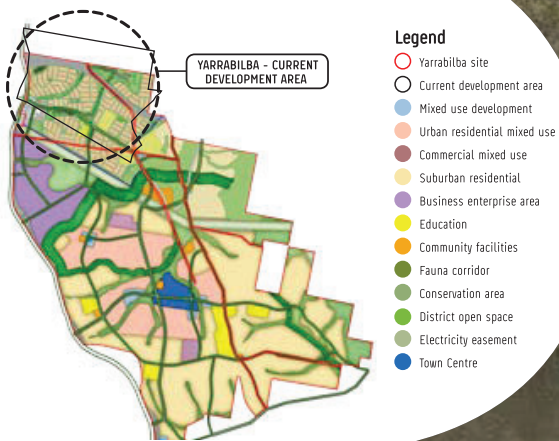 YARRABILBA - CURRENT
DEVELOPMENT AREA
Legend
Yarrabilba site
Current development area
Mixed use development
Urban residential mixed use
Commercial mixed use
Suburban residential
Business enterprise area
Education
Community facilities
Fauna corridor
Conservation area
District open space
Electricity easement
Town Centre